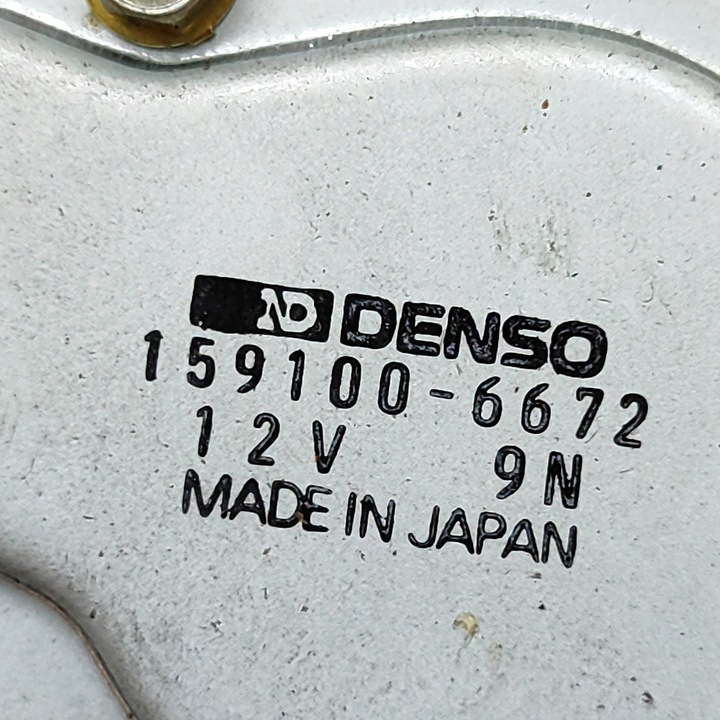 ND DENSO
159100-6672
12V 9N
MADE IN JAPAN